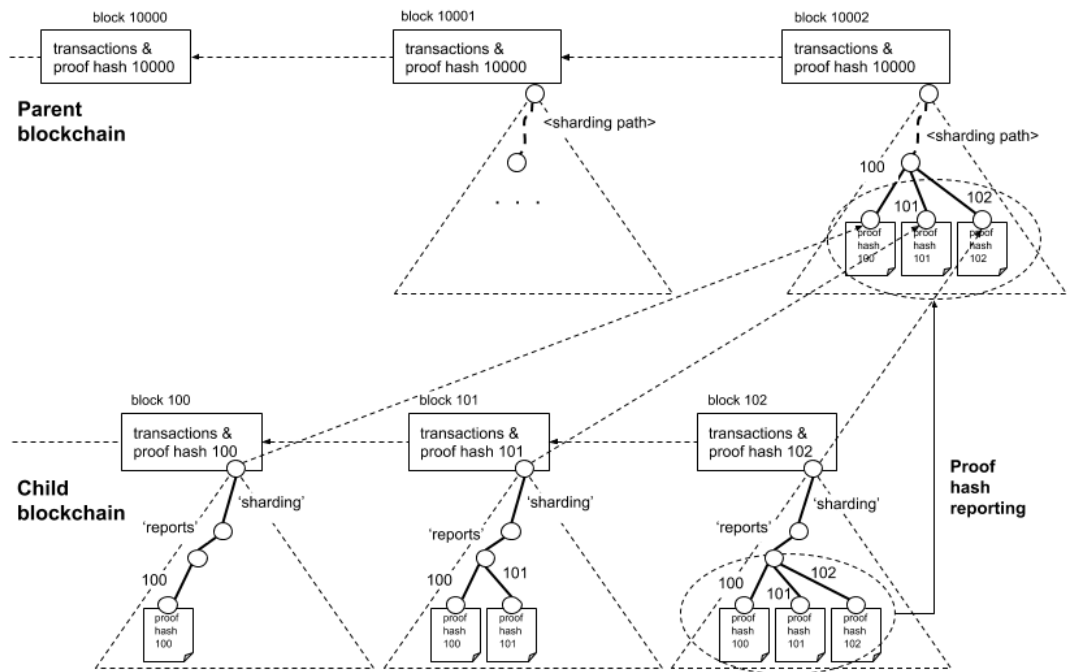 block 10000
block 10001
block 10002
transactions &
proof hash 10000
transactions &
proof hash 10000
transactions &
proof hash 10000
Parent
blockchain
<sharding path>
<sharding path>
. . .
100
101
102
proof
hash
100
proof
hash
101
proof
hash
102
block 100
block 101
block 102
transactions &
proof hash 100
transactions &
proof hash 101
transactions &
proof hash 102
Child
blockchain
'sharding'
'reports'
100
proof
hash
100
'sharding'
'reports'
100
101
proof
hash
100
proof
hash
101
'sharding'
'reports'
100
101
102
proof
hash
100
proof
hash
101
proof
hash
102
Proof
hash
reporting